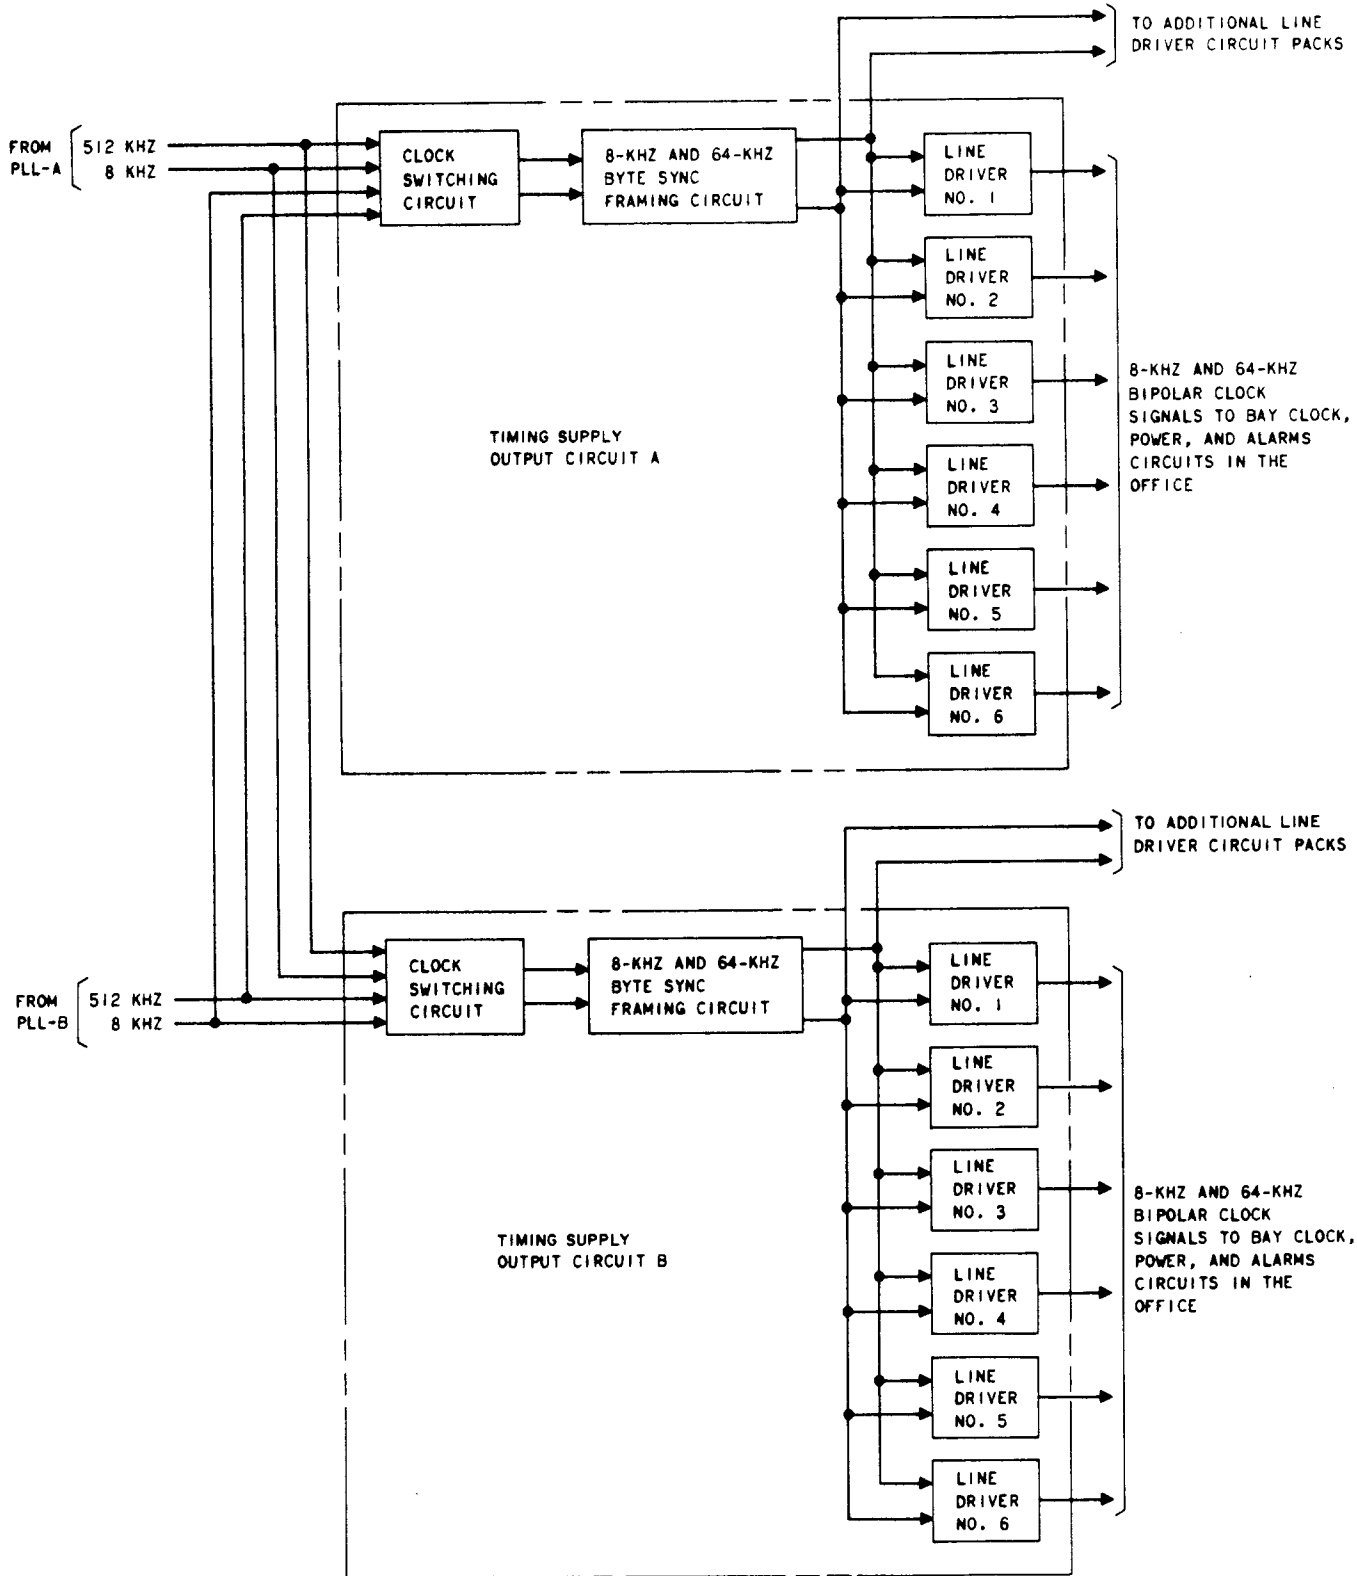 TO ADDITIONAL LINE
DRIVER CIRCUIT PACKS
FROM
PLL-A
512 KHZ
8 KHZ
CLOCK
SWITCHING
CIRCUIT
8-KHZ AND 64-KHZ
BYTE SYNC
FRAMING CIRCUIT
LINE
DRIVER
NO. 1
LINE
DRIVER
NO. 2
LINE
DRIVER
NO. 3
LINE
DRIVER
NO. 4
LINE
DRIVER
NO. 5
LINE
DRIVER
NO. 6
TIMING SUPPLY
OUTPUT CIRCUIT A
8-KHZ AND 64-KHZ
BIPOLAR CLOCK
SIGNALS TO BAY CLOCK,
POWER, AND ALARMS
CIRCUITS IN THE
OFFICE
TO ADDITIONAL LINE
DRIVER CIRCUIT PACKS
FROM
PLL-B
512 KHZ
8 KHZ
CLOCK
SWITCHING
CIRCUIT
8-KHZ AND 64-KHZ
BYTE SYNC
FRAMING CIRCUIT
LINE
DRIVER
NO. 1
LINE
DRIVER
NO. 2
LINE
DRIVER
NO. 3
LINE
DRIVER
NO. 4
LINE
DRIVER
NO. 5
LINE
DRIVER
NO. 6
TIMING SUPPLY
OUTPUT CIRCUIT B
8-KHZ AND 64-KHZ
BIPOLAR CLOCK
SIGNALS TO BAY CLOCK,
POWER, AND ALARMS
CIRCUITS IN THE
OFFICE